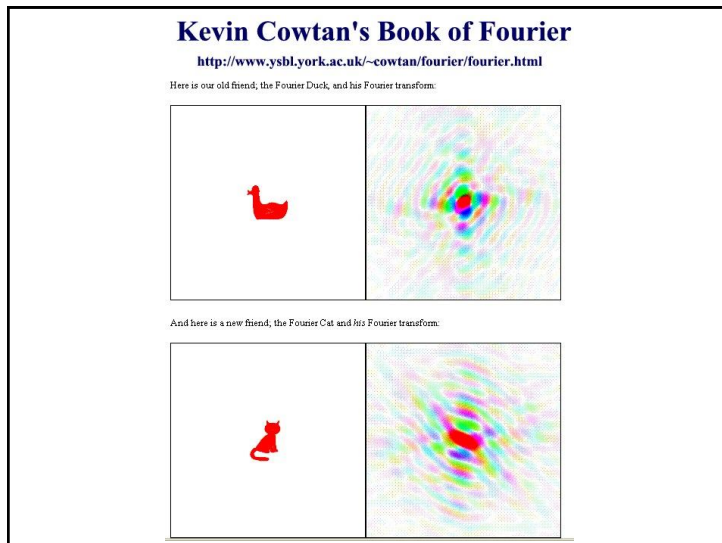 Kevin Cowtan's Book of Fourier
http://www.ysbl.york.ac.uk/~cowtan/fourier/fourier.html
Here is our old friend; the Fourier Duck, and his Fourier transform:
And here is a new friend; the Fourier Cat and his Fourier transform: